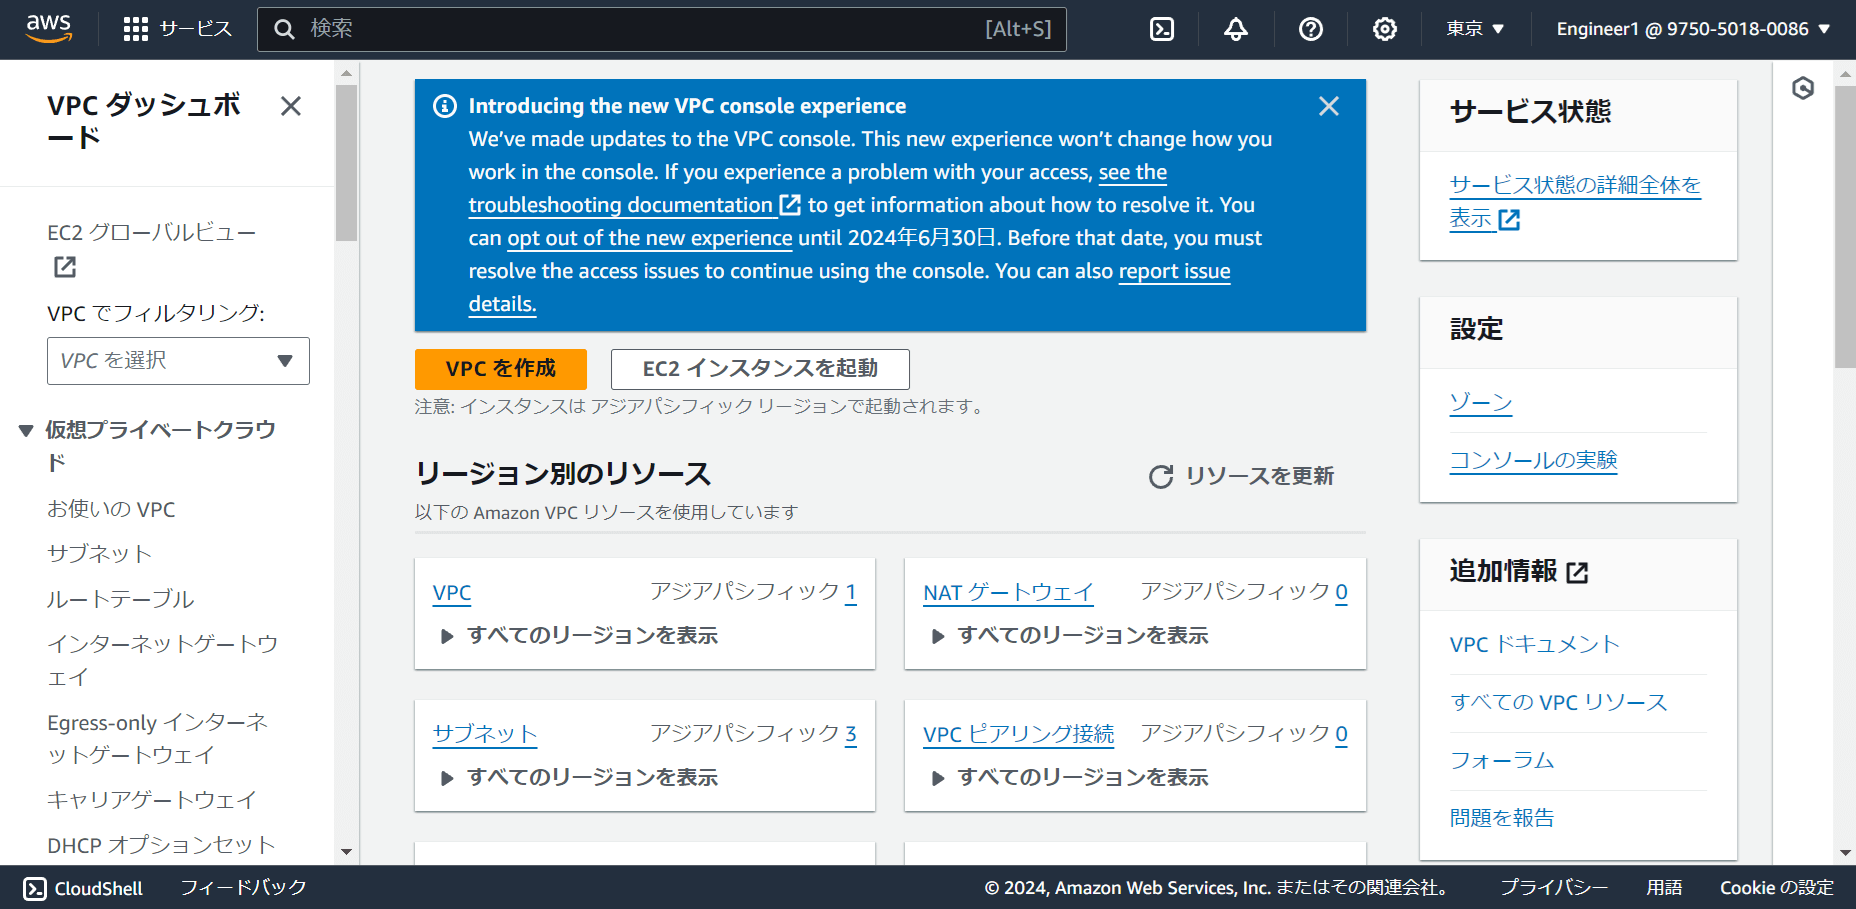 aws
サービス
検索
[Alt+S]
東京 ▼
Engineer1 @ 9750-5018-0086 ▼
VPC ダッシュボ
ード
EC2 グローバルビュー
VPC でフィルタリング:
VPC を選択
仮想プライベートクラウ
ド
お使いの VPC
サブネット
ルートテーブル
インターネットゲートウ
ェイ
Egress-only インターネ
ットゲートウェイ
キャリアゲートウェイ
DHCP オプションセット
Introducing the new VPC console experience
We’ve made updates to the VPC console. This new experience won’t change how you
work in the console. If you experience a problem with your access, see the
troubleshooting documentation to get information about how to resolve it. You
can opt out of the new experience until 2024年6月30日. Before that date, you must
resolve the access issues to continue using the console. You can also report issue
details.
VPC を作成
EC2 インスタンスを起動
注意: インスタンスは アジアパシフィック リージョンで起動されます。
リージョン別のリソース
リソースを更新
以下の Amazon VPC リソースを使用しています
VPC
アジアパシフィック 1
すべてのリージョンを表示
NAT ゲートウェイ
アジアパシフィック 0
すべてのリージョンを表示
サブネット
アジアパシフィック 3
すべてのリージョンを表示
VPC ピアリング接続
アジアパシフィック 0
すべてのリージョンを表示
サービス状態
サービス状態の詳細全体を
表示
設定
ゾーン
コンソールの実験
追加情報
VPC ドキュメント
すべての VPC リソース
フォーラム
問題を報告
CloudShell
フィードバック
© 2024, Amazon Web Services, Inc. またはその関連会社。
プライバシー
用語
Cookie の設定